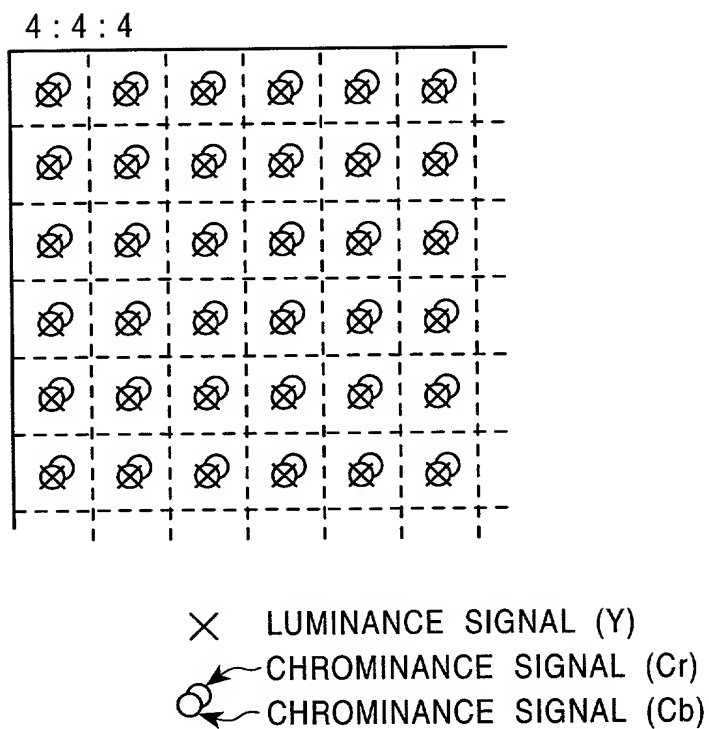 4:4:4
LUMINANCE SIGNAL (Y)
CHROMINANCE SIGNAL (Cr)
CHROMINANCE SIGNAL (Cb)